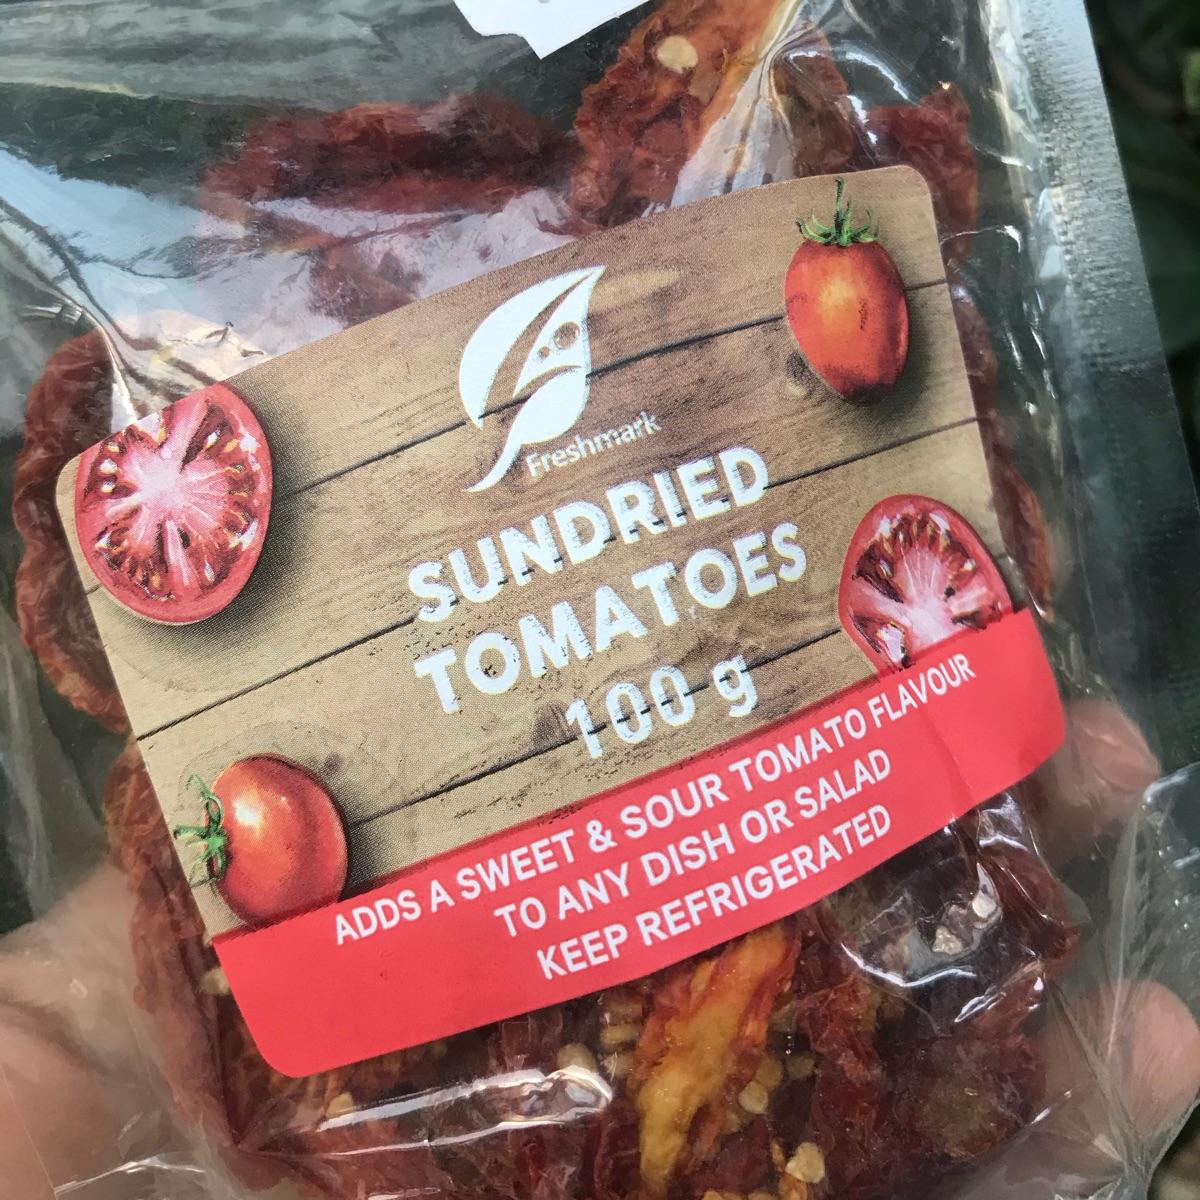 Freshmark
SUNDRIED
TOMATOES
100 g
ADDS A SWEET & SOUR TOMATO FLAVOUR
TO ANY DISH OR SALAD
KEEP REFRIGERATED